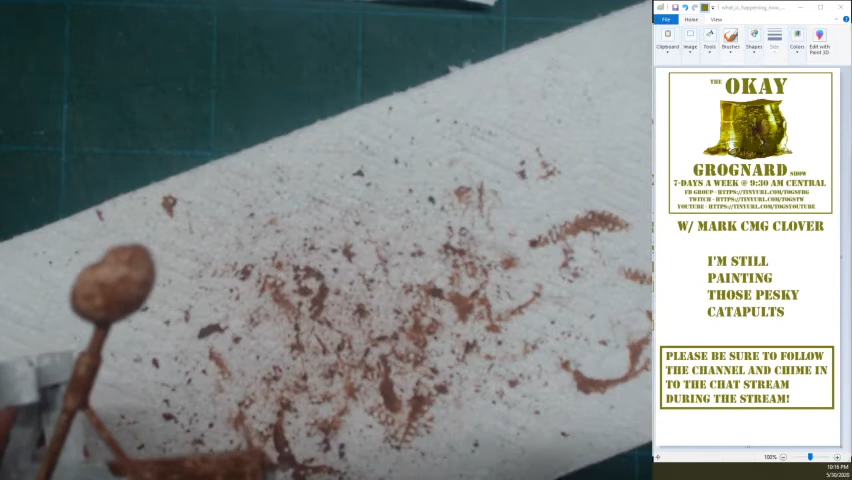 what_is_happening_now_...
File
Home
View
Clipboard
Image
Tools
Brushes
Shapes
Size
Colors
Edit with
Paint 3D
THE OKAY
GROGNARD SHOW
7-DAYS A WEEK @ 9:30 AM CENTRAL
FB GROUP - HTTPS://TINYURL.COM/TOGSFBG
TWITCH - HTTPS://TINYURL.COM/TOGSTW
YOUTUBE - HTTPS://TINYURL.COM/TOGSYOUTUBE
W/ MARK CMG CLOVER
I'M STILL
PAINTING
THOSE PESKY
CATAPULTS
PLEASE BE SURE TO FOLLOW
THE CHANNEL AND CHIME IN
TO THE CHAT STREAM
DURING THE STREAM!
100%
10:16 PM
5/30/2020